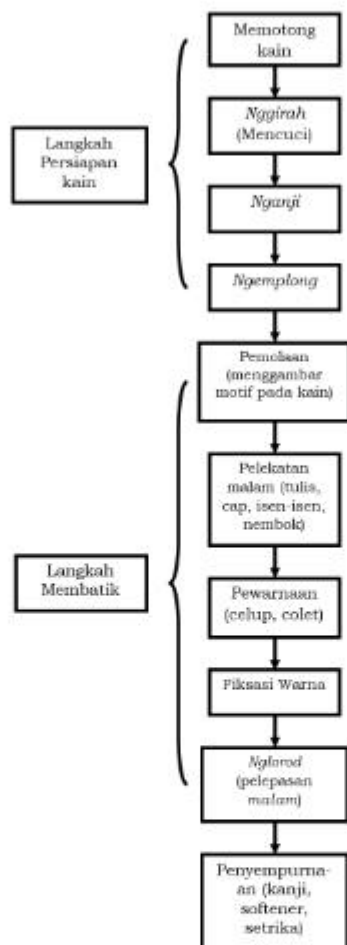 Memotong
kain
Nggirah
(Mencuci)
Langkah
Persiapan
kain
Nganji
Ngemplong
Pemolaan
(menggambar
motif pada kain)
Pelekatan
malam (tulis,
cap, isen-isen,
nembok)
Langkah
Membatik
Pewarnaan
(celup, colet)
Fiksasi Warna
Nglorod
(pelepasan
malam)
Penyempurna-
an (kanji,
softener,
setrika)